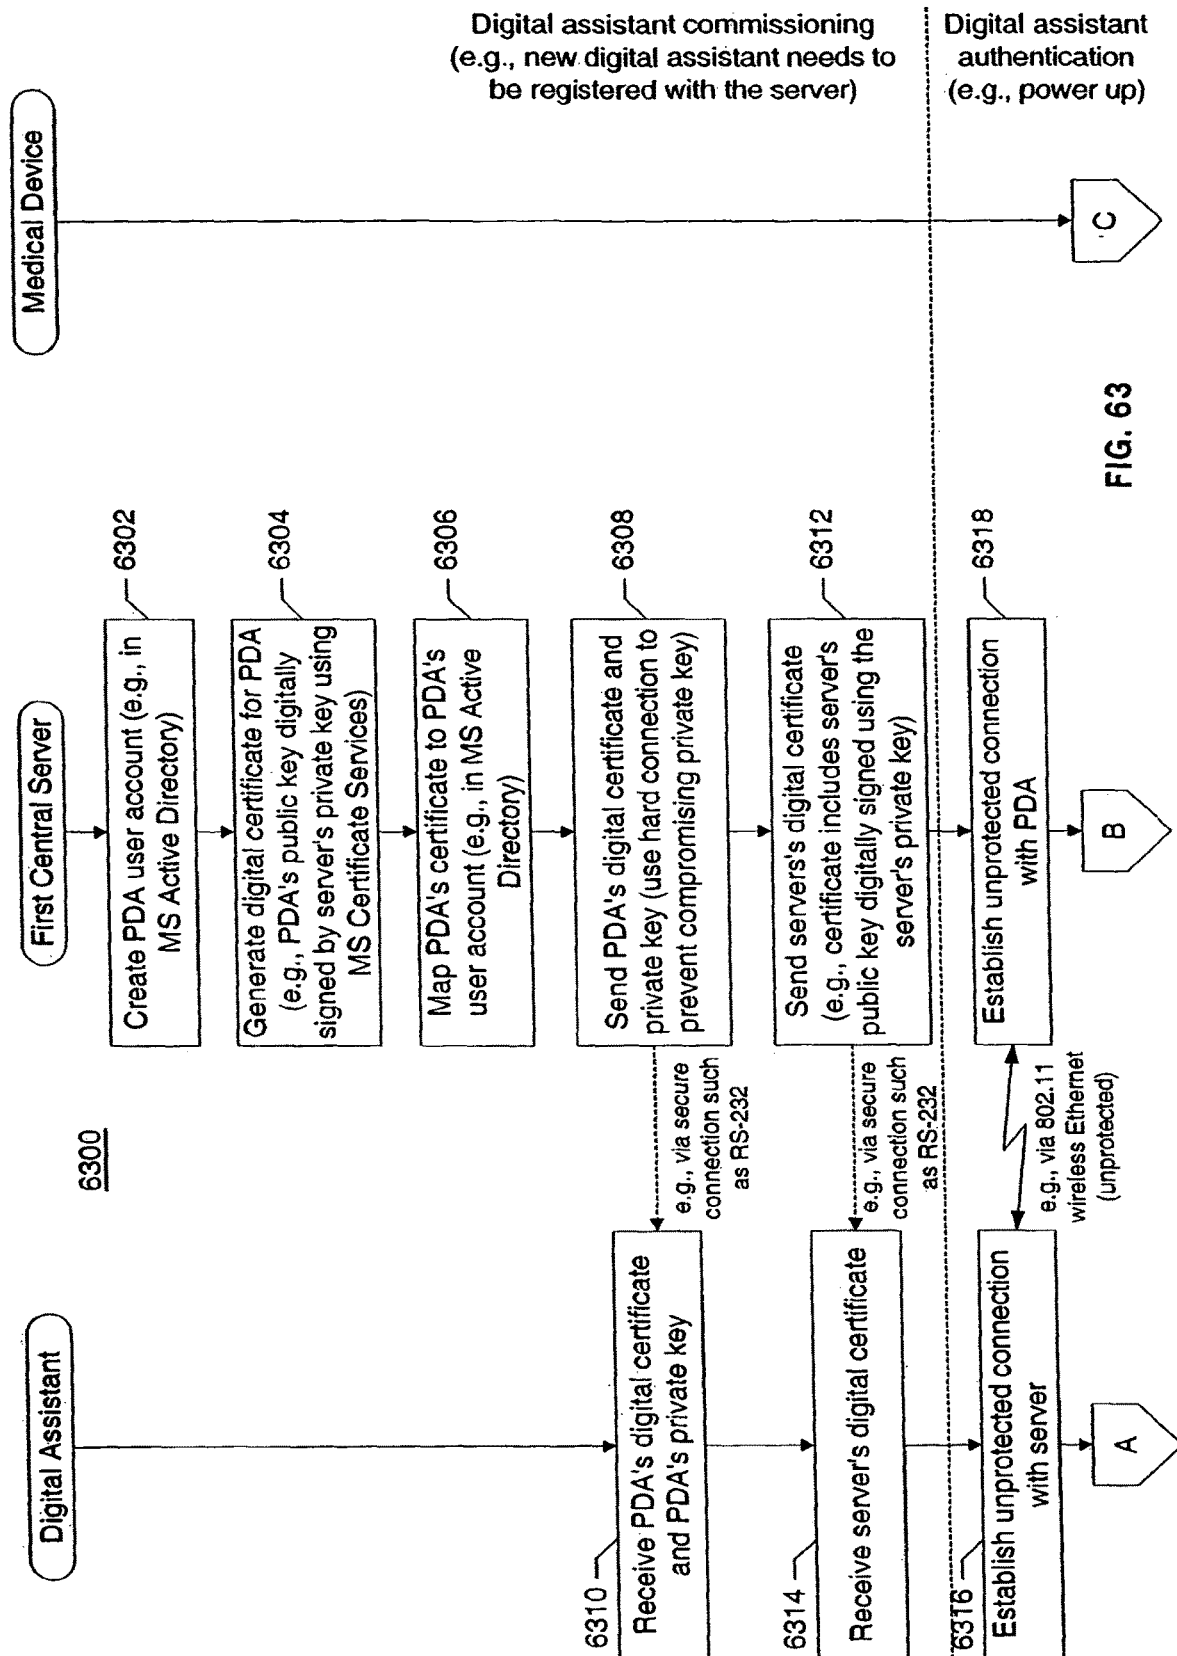 Digital assistant commissioning
(e.g., new digital assistant needs to
be registered with the server)
Digital assistant
authentication
(e.g., power up)
Medical Device
C
FIG. 63
First Central Server
6302
Create PDA user account (e.g., in
MS Active Directory)
6304
Generate digital certificate for PDA
(e.g., PDA's public key digitally
signed by server's private key using
MS Certificate Services)
6306
Map PDA's certificate to PDA's
user account (e.g., in MS Active
Directory)
6308
Send PDA's digital certificate and
private key (use hard connection to
prevent compromising private key)
6312
Send servers's digital certificate
(e.g., certificate includes server's
public key digitally signed using the
server's private key)
6318
Establish unprotected connection
with PDA
B
6300
e.g., via secure
connection such
as RS-232
e.g., via secure
connection such
as RS-232
e.g., via 802.11
wireless Ethernet
(unprotected)
Digital Assistant
6310
Receive PDA's digital certificate
and PDA's private key
6314
Receive server's digital certificate
6316
Establish unprotected connection
with server
A